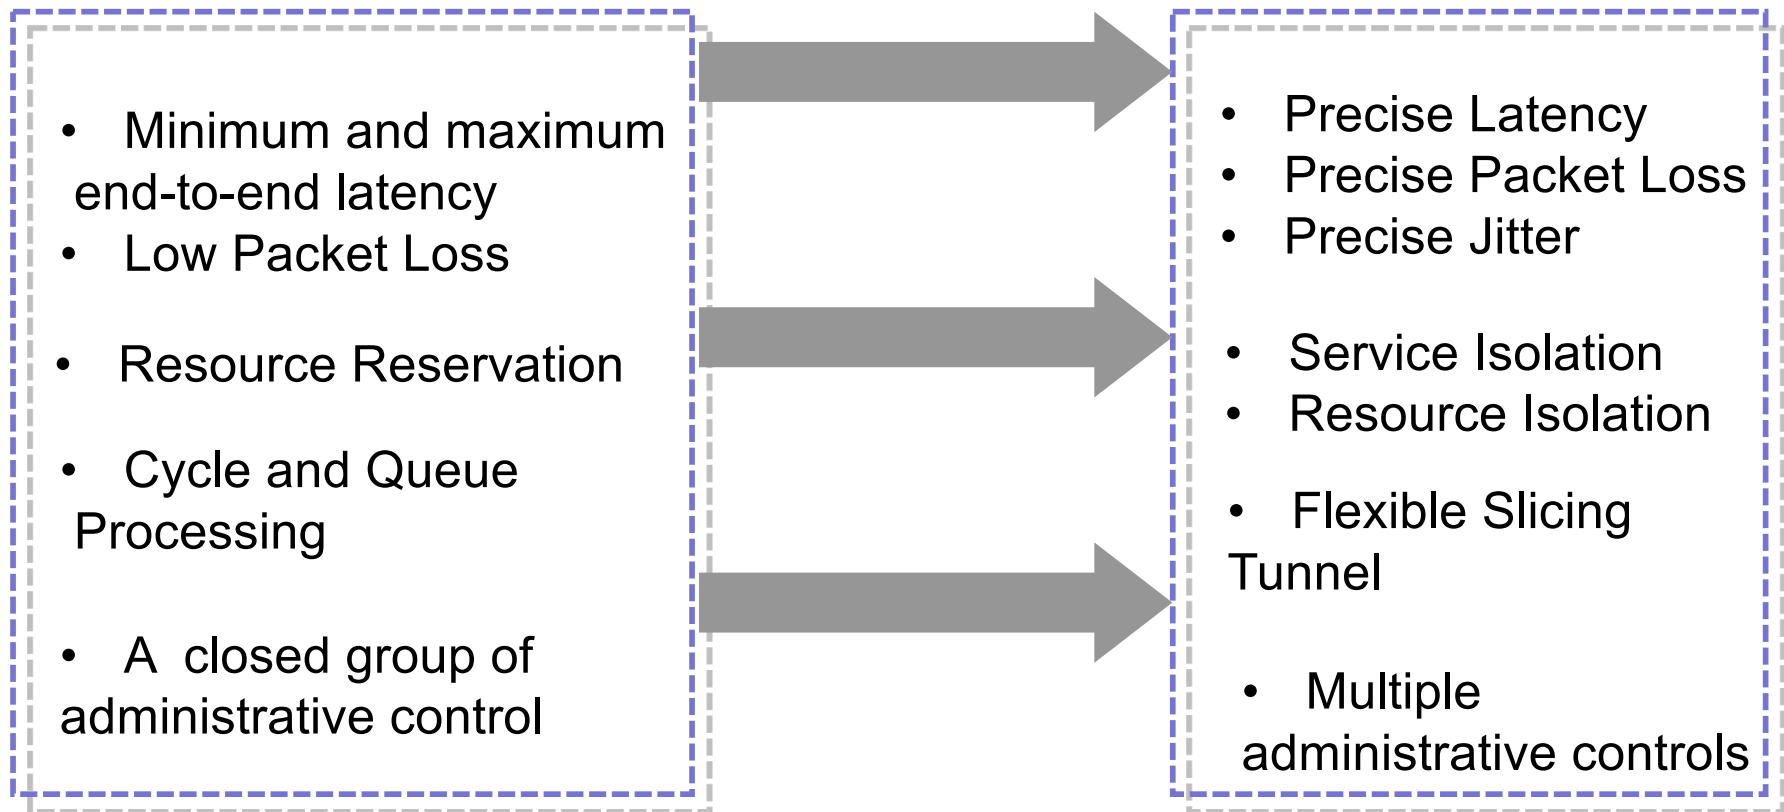 • Minimum and maximum
end-to-end latency
• Low Packet Loss
• Resource Reservation
• Cycle and Queue
Processing
• A closed group of
administrative control
• Precise Latency
• Precise Packet Loss
• Precise Jitter
• Service Isolation
• Resource Isolation
• Flexible Slicing
Tunnel
• Multiple
administrative controls